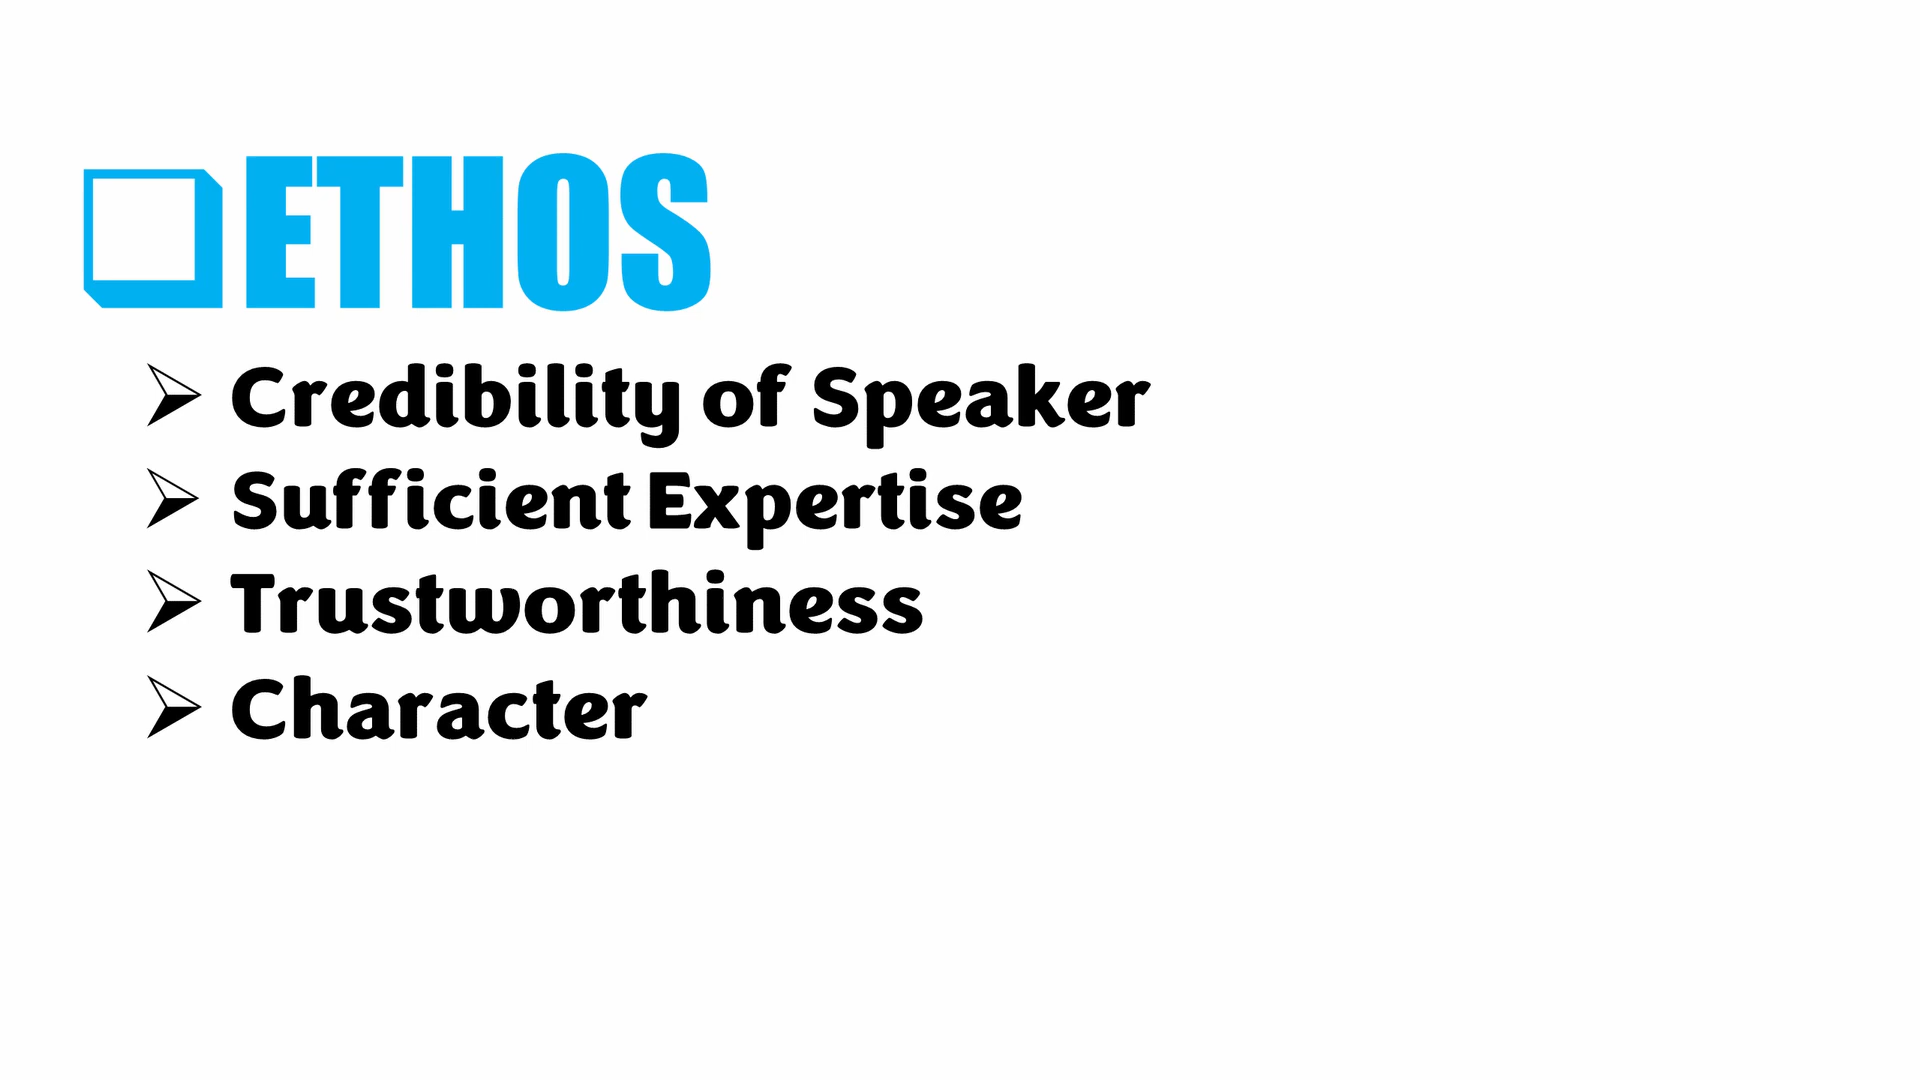 ❑ETHOS
➢ Credibility of Speaker
➢ Sufficient Expertise
➢ Trustworthiness
➢ Character